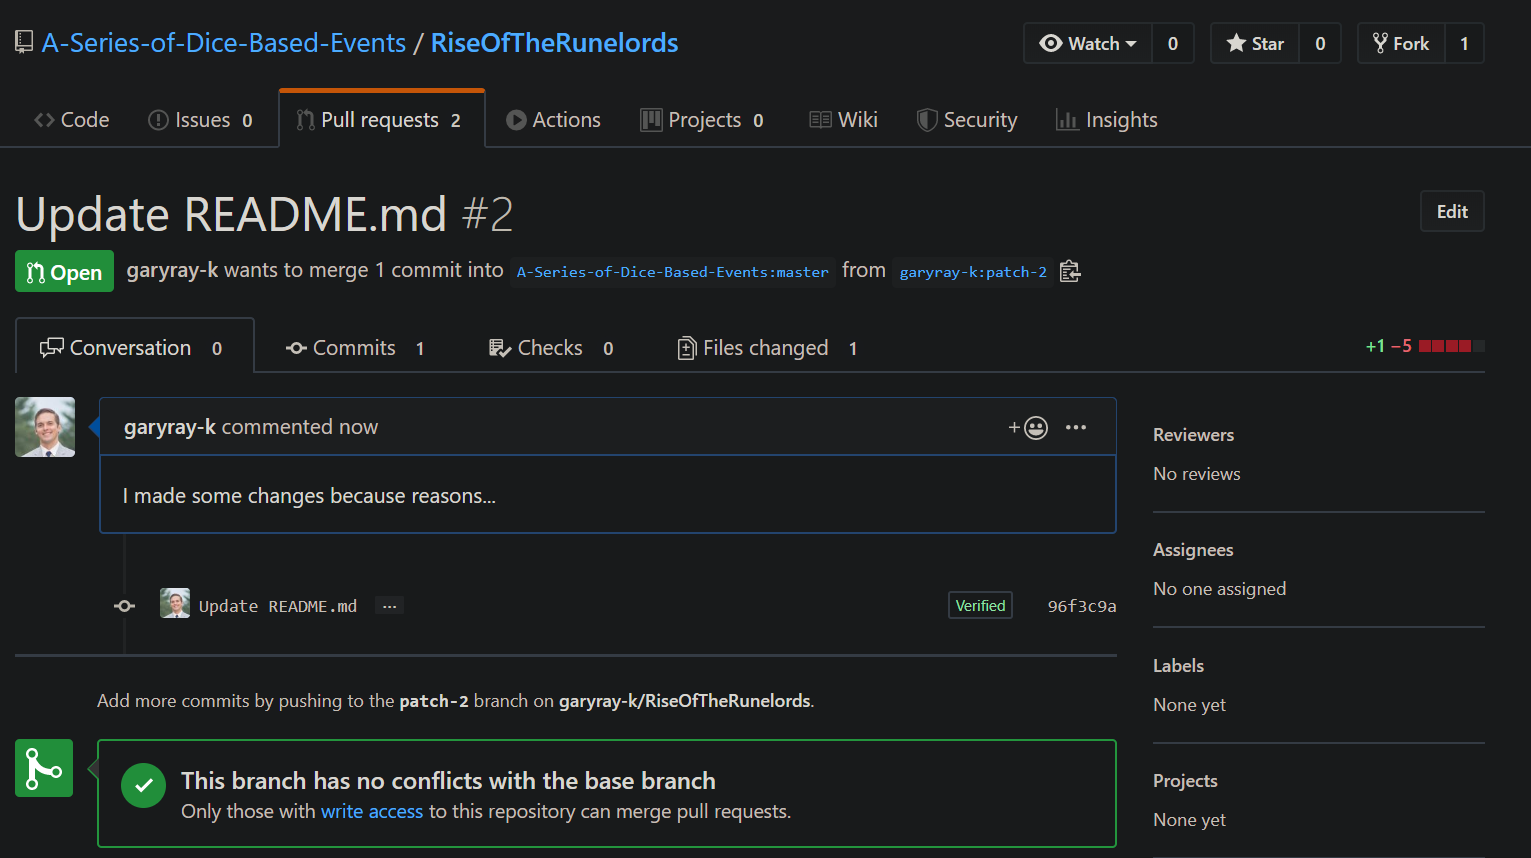 A-Series-of-Dice-Based-Events / RiseOfTheRunelords
Watch 0 Star 0 Fork 1
Code Issues 0 Pull requests 2 Actions Projects 0 Wiki Security Insights
Update README.md #2
Edit
Open garyray-k wants to merge 1 commit into A-Series-of-Dice-Based-Events:master from garyray-k:patch-2
Conversation 0 Commits 1 Checks 0 Files changed 1
+1 −5
garyray-k commented now
I made some changes because reasons...
Update README.md ... Verified 96f3c9a
Add more commits by pushing to the patch-2 branch on garyray-k/RiseOfTheRunelords.
This branch has no conflicts with the base branch
Only those with write access to this repository can merge pull requests.
Reviewers
No reviews
Assignees
No one assigned
Labels
None yet
Projects
None yet